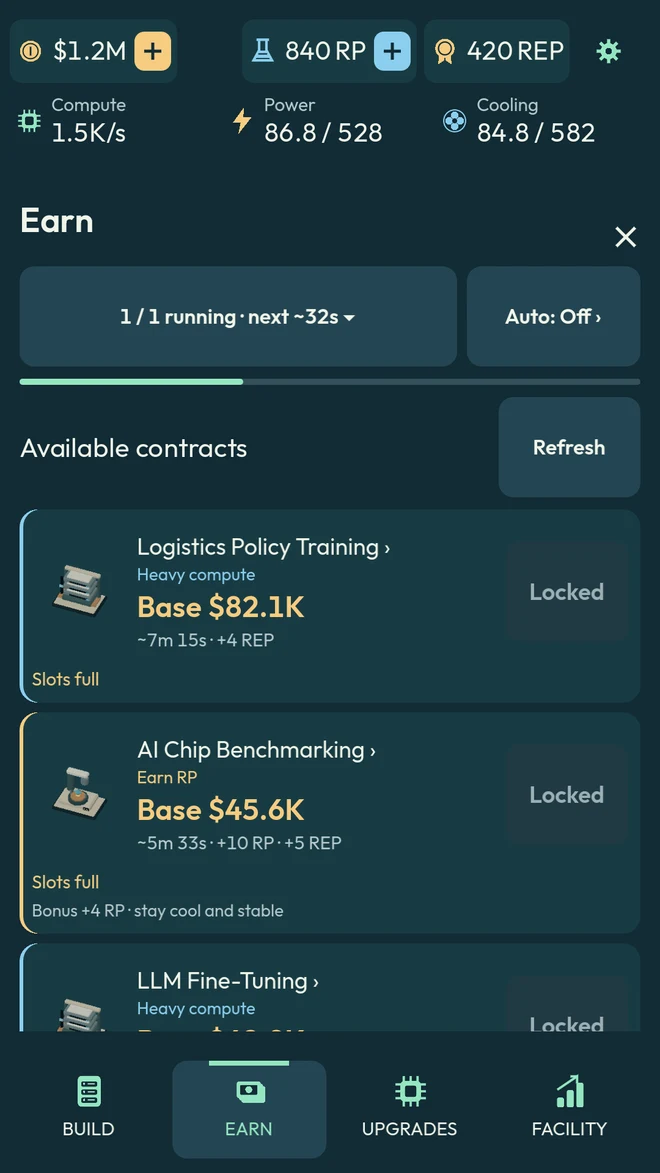 $1.2M
840 RP
420 REP
Compute
1.5K/s
Power
86.8 / 528
Cooling
84.8 / 582
Earn
1 / 1 running · next ~32s
Auto: Off ›
Available contracts
Refresh
Logistics Policy Training ›
Heavy compute
Base $82.1K
~7m 15s · +4 REP
Locked
Slots full
AI Chip Benchmarking ›
Earn RP
Base $45.6K
~5m 33s · +10 RP · +5 REP
Locked
Slots full
Bonus +4 RP · stay cool and stable
LLM Fine-Tuning ›
Heavy compute
Locked
BUILD
EARN
UPGRADES
FACILITY